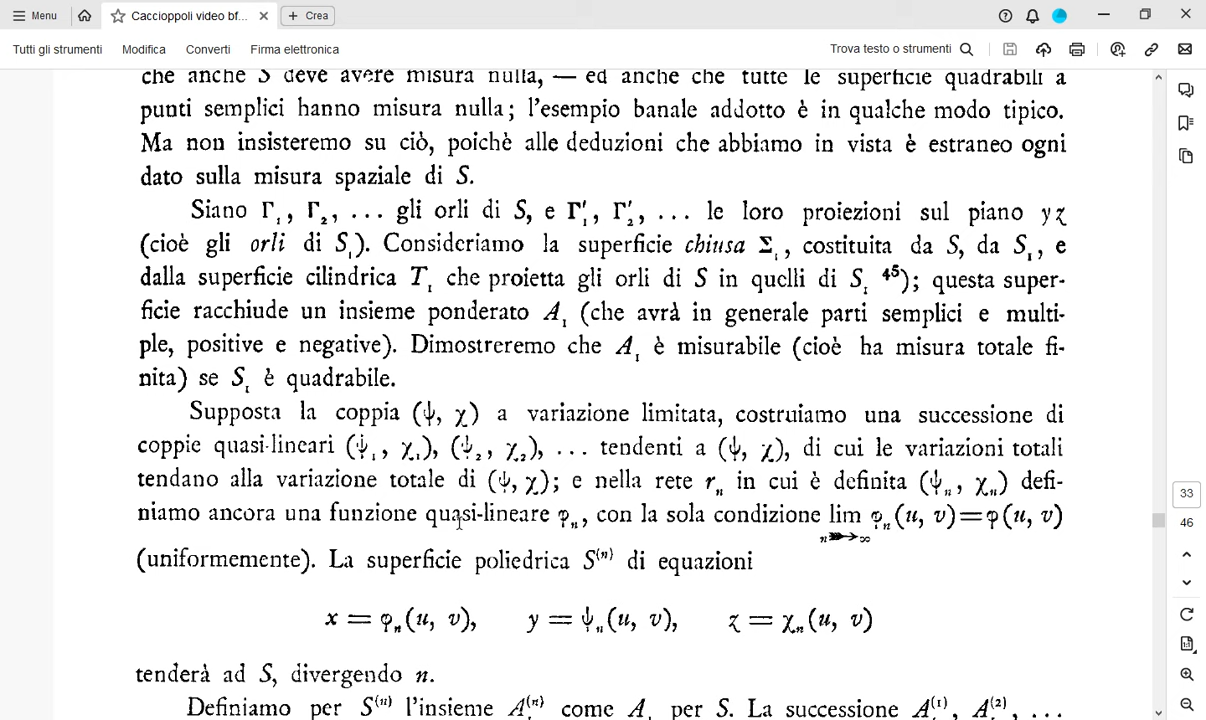 Menu
Caccioppoli video bf...
Crea
Tutti gli strumenti
Modifica
Converti
Firma elettronica
Trova testo o strumenti
che anche S deve avere misura nulla, — ed anche che tutte le superficie quadrabili a
punti semplici hanno misura nulla; l'esempio banale addotto è in qualche modo tipico.
Ma non insisteremo su ciò, poichè alle deduzioni che abbiamo in vista è estraneo ogni
dato sulla misura spaziale di S.
Siano Γ₁, Γ₂, ... gli orli di S, e Γ′₁, Γ′₂, ... le loro proiezioni sul piano yz
(cioè gli orli di S₁). Consideriamo la superficie chiusa Σ₁, costituita da S, da S₁, e
dalla superficie cilindrica T₁ che proietta gli orli di S in quelli di S₁ ⁴⁵); questa super-
ficie racchiude un insieme ponderato A₁ (che avrà in generale parti semplici e multi-
ple, positive e negative). Dimostreremo che A₁ è misurabile (cioè ha misura totale fi-
nita) se S₁ è quadrabile.
Supposta la coppia (ψ, χ) a variazione limitata, costruiamo una successione di
coppie quasi-lineari (ψ₁, χ₁), (ψ₂, χ₂), ... tendenti a (ψ, χ), di cui le variazioni totali
tendano alla variazione totale di (ψ, χ); e nella rete rₙ in cui è definita (ψₙ, χₙ) defi-
niamo ancora una funzione quasi-lineare φₙ, con la sola condizione lim φₙ(u, v)=φ(u, v)
n→∞
(uniformemente). La superficie poliedrica S⁽ⁿ⁾ di equazioni
x = φₙ(u, v), y = ψₙ(u, v), z = χₙ(u, v)
tenderà ad S, divergendo n.
Definiamo per S⁽ⁿ⁾ l'insieme A₁⁽ⁿ⁾ come A₁ per S. La successione A₁⁽¹⁾, A₁⁽²⁾, ...
33
46